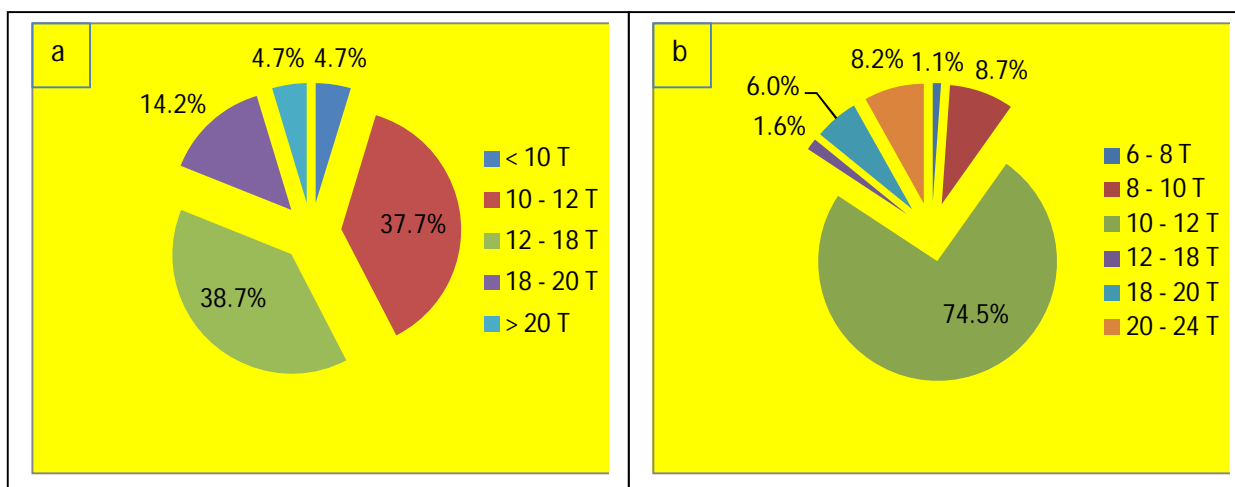 a
4.7%
4.7%
14.2%
37.7%
38.7%
< 10 T
10 - 12 T
12 - 18 T
18 - 20 T
> 20 T
b
8.2%
1.1%
8.7%
6.0%
1.6%
74.5%
6 - 8 T
8 - 10 T
10 - 12 T
12 - 18 T
18 - 20 T
20 - 24 T